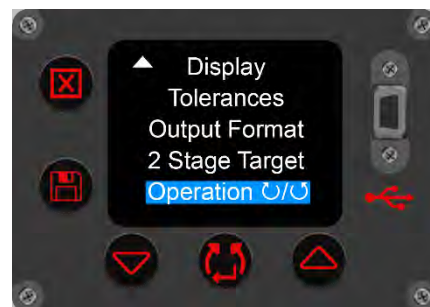 Display
Tolerances
Output Format
2 Stage Target
Operation ↻/↺